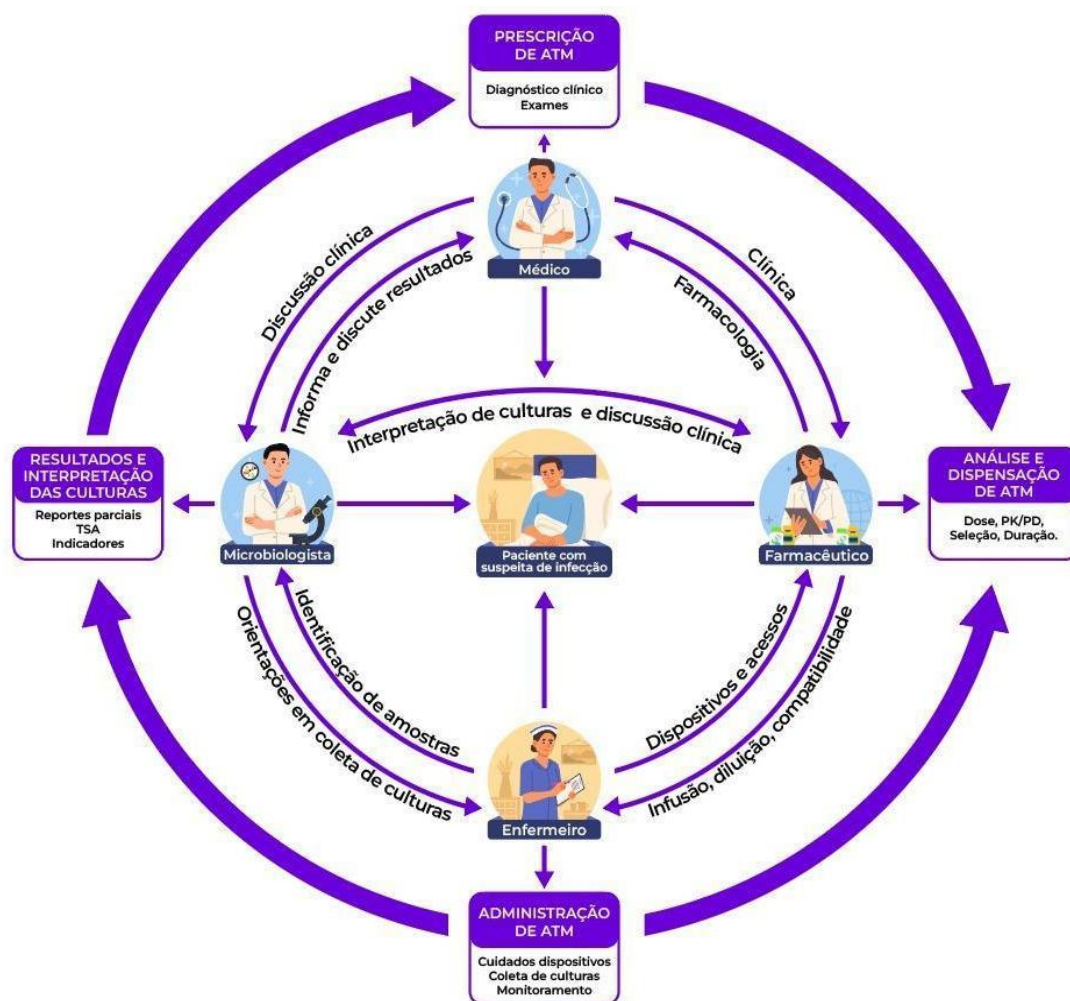 PRESCRIÇÃO
DE ATM
Diagnóstico clínico
Exames
Médico
Discussão clínica
Informa e discute resultados
Clínica
Farmacologia
Interpretação de culturas e discussão clínica
RESULTADOS E
INTERPRETAÇÃO
DAS CULTURAS
Reportes parciais
TSA
Indicadores
Microbiologista
Paciente com
suspeita de infecção
Farmacêutico
ANÁLISE E
DISPENSAÇÃO
DE ATM
Dose, PK/PD,
Seleção, Duração.
Identificação de amostras
Orientações em coleta de culturas
Dispositivos e acessos
Infusão, diluição, compatibilidade
Enfermeiro
ADMINISTRAÇÃO
DE ATM
Cuidados dispositivos
Coleta de culturas
Monitoramento